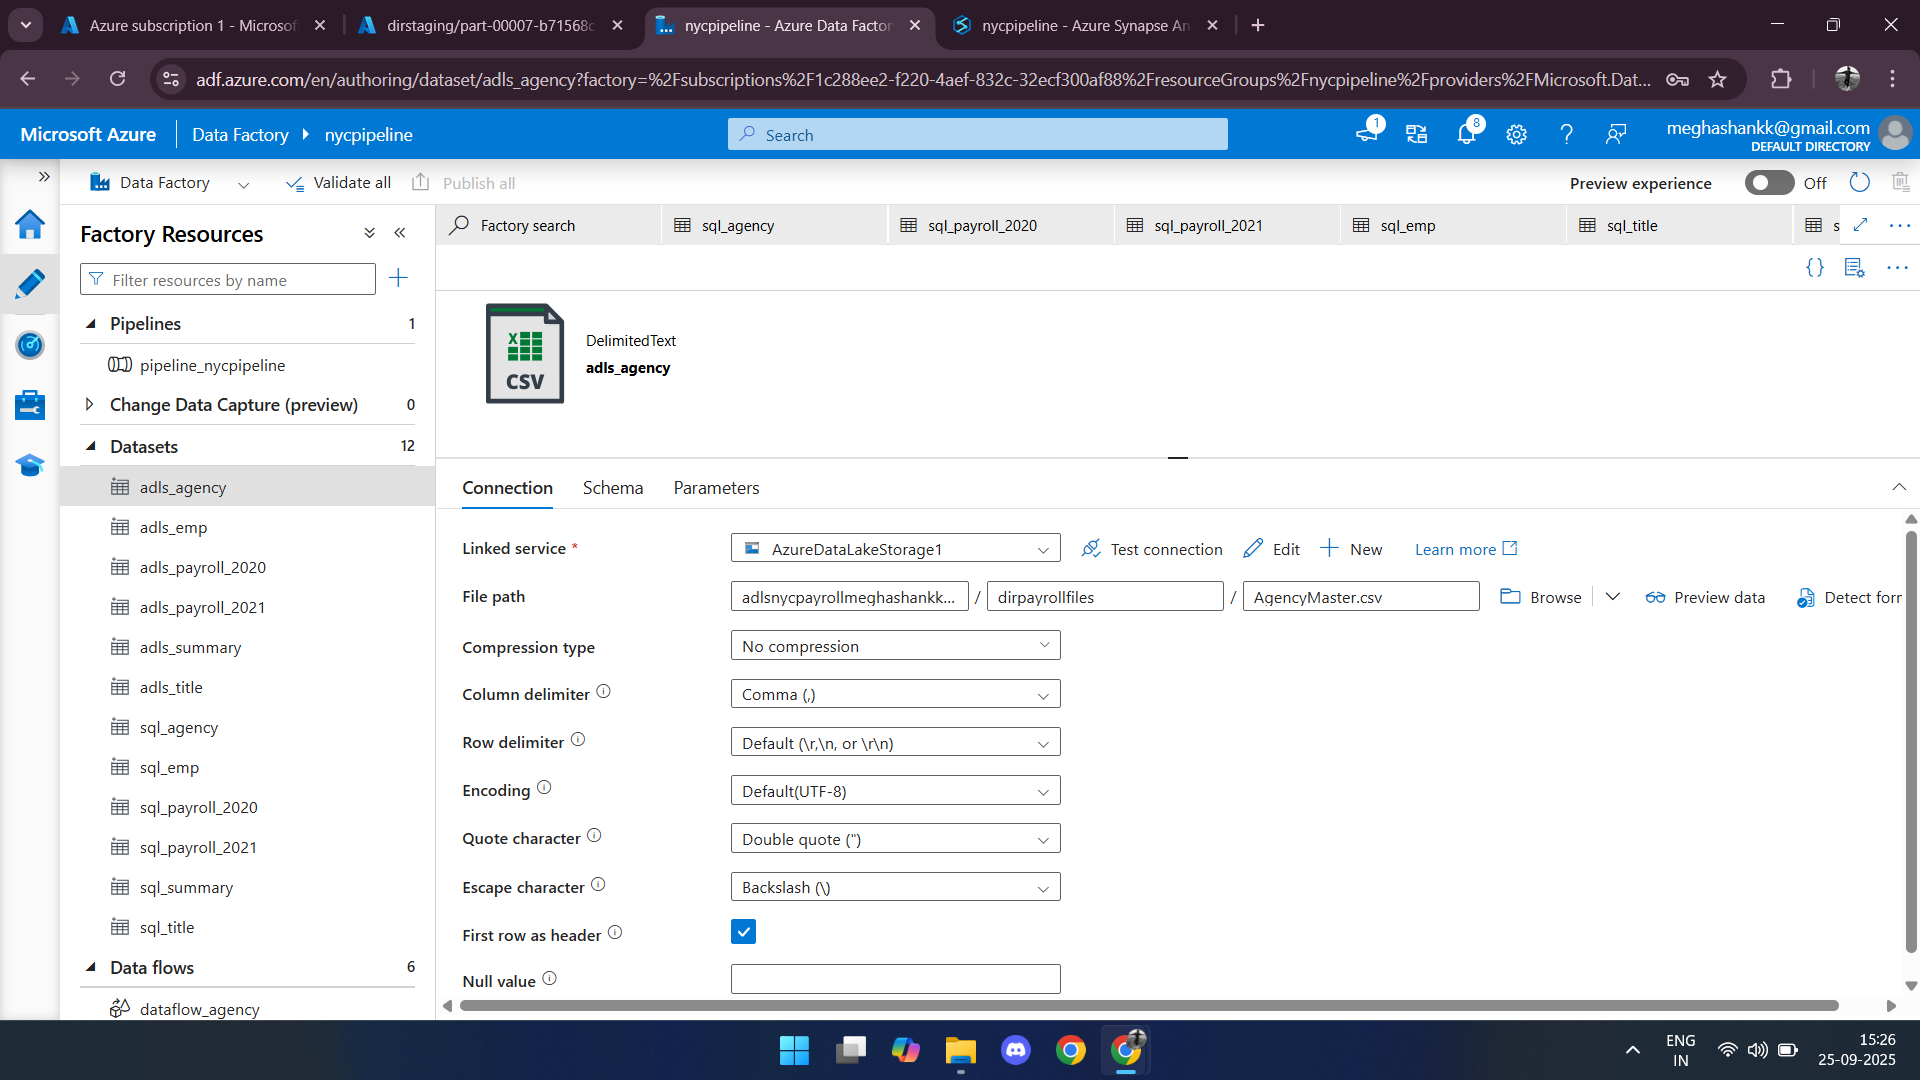 Azure subscription 1 - Microsof
dirstaging/part-00007-b71568c
nycpipeline - Azure Data Factor
nycpipeline - Azure Synapse An
adf.azure.com/en/authoring/dataset/adls_agency?factory=%2Fsubscriptions%2F1c288ee2-f220-4aef-832c-32ecf300af88%2FresourceGroups%2Fnycpipeline%2Fproviders%2FMicrosoft.Dat...
Microsoft Azure
Data Factory
nycpipeline
Search
1
8
meghashankk@gmail.com
DEFAULT DIRECTORY
Data Factory
Validate all
Publish all
Preview experience
Off
Factory Resources
Filter resources by name
Pipelines 1
pipeline_nycpipeline
Change Data Capture (preview) 0
Datasets 12
adls_agency
adls_emp
adls_payroll_2020
adls_payroll_2021
adls_summary
adls_title
sql_agency
sql_emp
sql_payroll_2020
sql_payroll_2021
sql_summary
sql_title
Data flows 6
dataflow_agency
Factory search
sql_agency
sql_payroll_2020
sql_payroll_2021
sql_emp
sql_title
s
{}
X
CSV
DelimitedText
adls_agency
Connection
Schema
Parameters
Linked service *
AzureDataLakeStorage1
Test connection
Edit
New
Learn more
File path
adlsnycpayrollmeghashankk... / dirpayrollfiles / AgencyMaster.csv
Browse
Preview data
Detect forr
Compression type
No compression
Column delimiter
Comma (,)
Row delimiter
Default (\r,\n, or \r\n)
Encoding
Default(UTF-8)
Quote character
Double quote (")
Escape character
Backslash (\)
First row as header
Null value
ENG
IN
15:26
25-09-2025